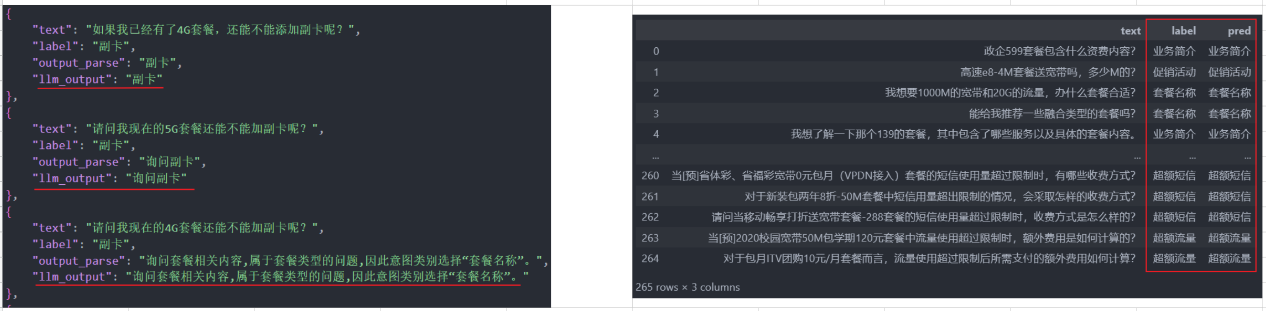 {
"text": "如果我已经有了4G套餐，还能不能添加副卡呢？",
"label": "副卡",
"output_parse": "副卡",
"llm_output": "副卡"
},
{
"text": "请问我现在的5G套餐还能不能加副卡呢？",
"label": "副卡",
"output_parse": "询问副卡",
"llm_output": "询问副卡"
},
{
"text": "请问我现在的4G套餐还能不能加副卡呢？",
"label": "副卡",
"output_parse": "询问套餐相关内容,属于套餐类型的问题,因此意图类别选择“套餐名称”。",
"llm_output": "询问套餐相关内容,属于套餐类型的问题,因此意图类别选择“套餐名称”。"
},
text label pred
0 政企599套餐包含什么资费内容？ 业务简介 业务简介
1 高速e8-4M套餐送宽带吗，多少M的？ 促销活动 促销活动
2 我想要1000M的宽带和20G的流量，办什么套餐合适？ 套餐名称 套餐名称
3 能给我推荐一些融合类型的套餐吗？ 套餐名称 套餐名称
4 我想了解一下那个139的套餐，其中包含了哪些服务以及具体的套餐内容。 业务简介 业务简介
... ... ... ...
260 当[预]省体彩、省福彩宽带0元包月（VPDN接入）套餐的短信使用量超过限制时，有哪些收费方式？ 超额短信 超额短信
261 对于新装包两年8折-50M套餐中短信用量超出限制的情况，会采取怎样的收费方式？ 超额短信 超额短信
262 请问当移动畅享打折送宽带套餐-288套餐的短信使用量超过限制时，收费方式是怎么样的？ 超额短信 超额短信
263 当[预]2020校园宽带50M包学期120元套餐中流量使用超过限制时，额外费用是如何计算的？ 超额流量 超额流量
264 对于包月ITV团购10元/月套餐而言，流量使用超过限制后所需支付的额外费用如何计算？ 超额流量 超额流量
265 rows × 3 columns